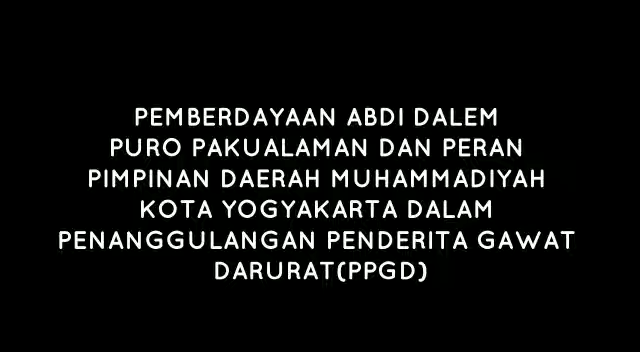 PEMBERDAYAAN ABDI DALEM
PURO PAKUALAMAN DAN PERAN
PIMPINAN DAERAH MUHAMMADIYAH
KOTA YOGYAKARTA DALAM
PENANGGULANGAN PENDERITA GAWAT
DARURAT(PPGD)